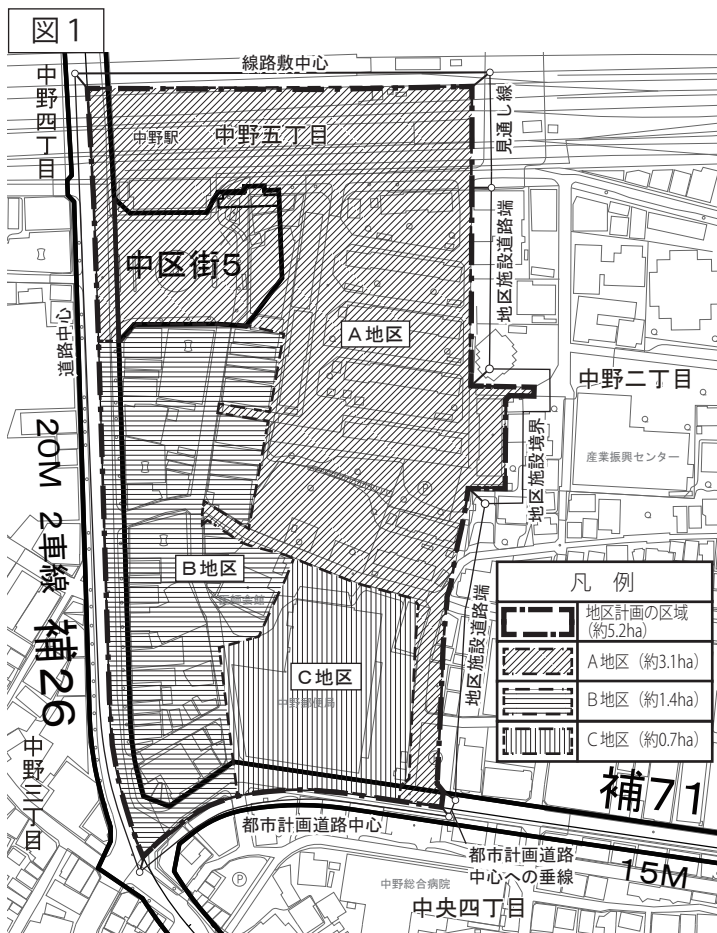 図1
線路敷中心
中野四丁目
見通し線
中野駅
中野五丁目
中区街5
地区施設道路端
A地区
道路中心
中野二丁目
地区施設境界
産業振興センター
20M 2車線 補26
B地区
凡 例
地区計画の区域
(約5.2ha)
A地区 (約3.1ha)
B地区 (約1.4ha)
C地区 (約0.7ha)
地区施設道路端
C地区
中野郵便局
中野三丁目
補71
都市計画道路中心
都市計画道路
中心への垂線
15M
中野総合病院
中央四丁目
P
P